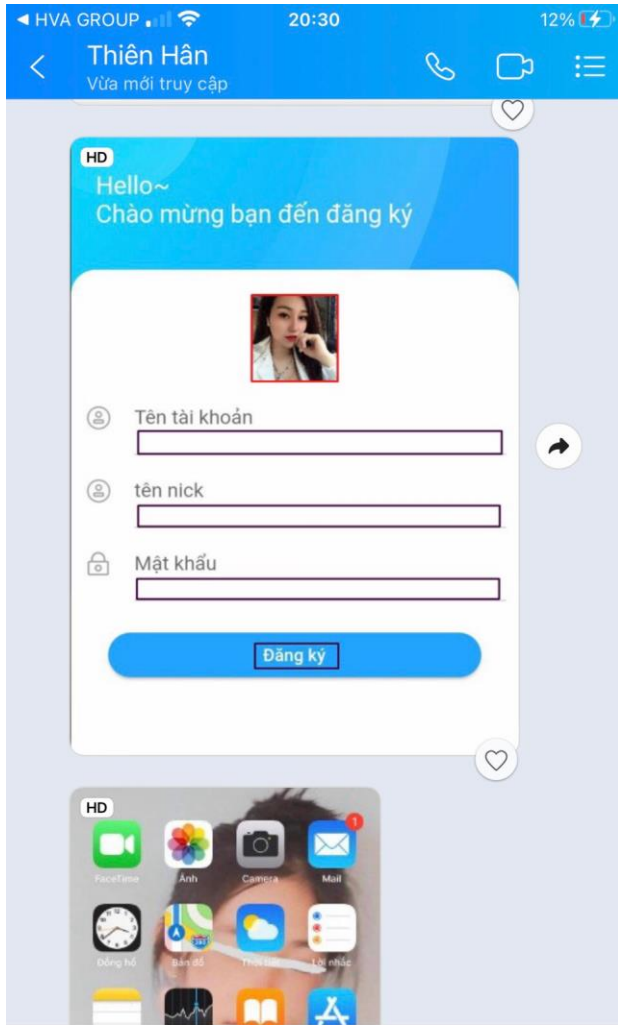 HVA GROUP
20:30
12%
Thiên Hân
Vừa mới truy cập
HD
Hello~
Chào mừng bạn đến đăng ký
Tên tài khoản
tên nick
Mật khẩu
Đăng ký
HD
1
FaceTime Ảnh Camera Mail
Đồng hồ Bản đồ Thời tiết Lời nhắc